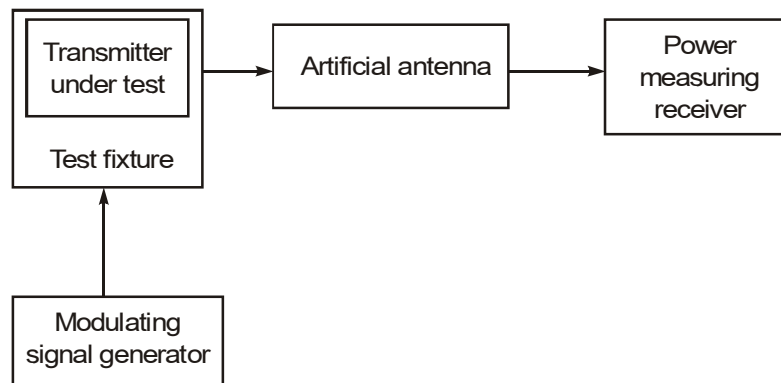 Transmitter
under test
Test fixture
Artificial antenna
Power
measuring
receiver
Modulating
signal generator